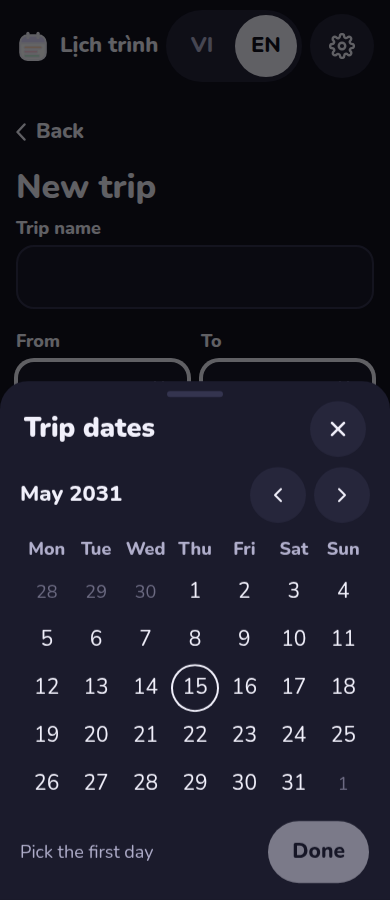 Lịch trình VI EN
Back
New trip
Trip name
From To
Trip dates
May 2031
Mon Tue Wed Thu Fri Sat Sun
28 29 30 1 2 3 4
5 6 7 8 9 10 11
12 13 14 15 16 17 18
19 20 21 22 23 24 25
26 27 28 29 30 31 1
Pick the first day Done